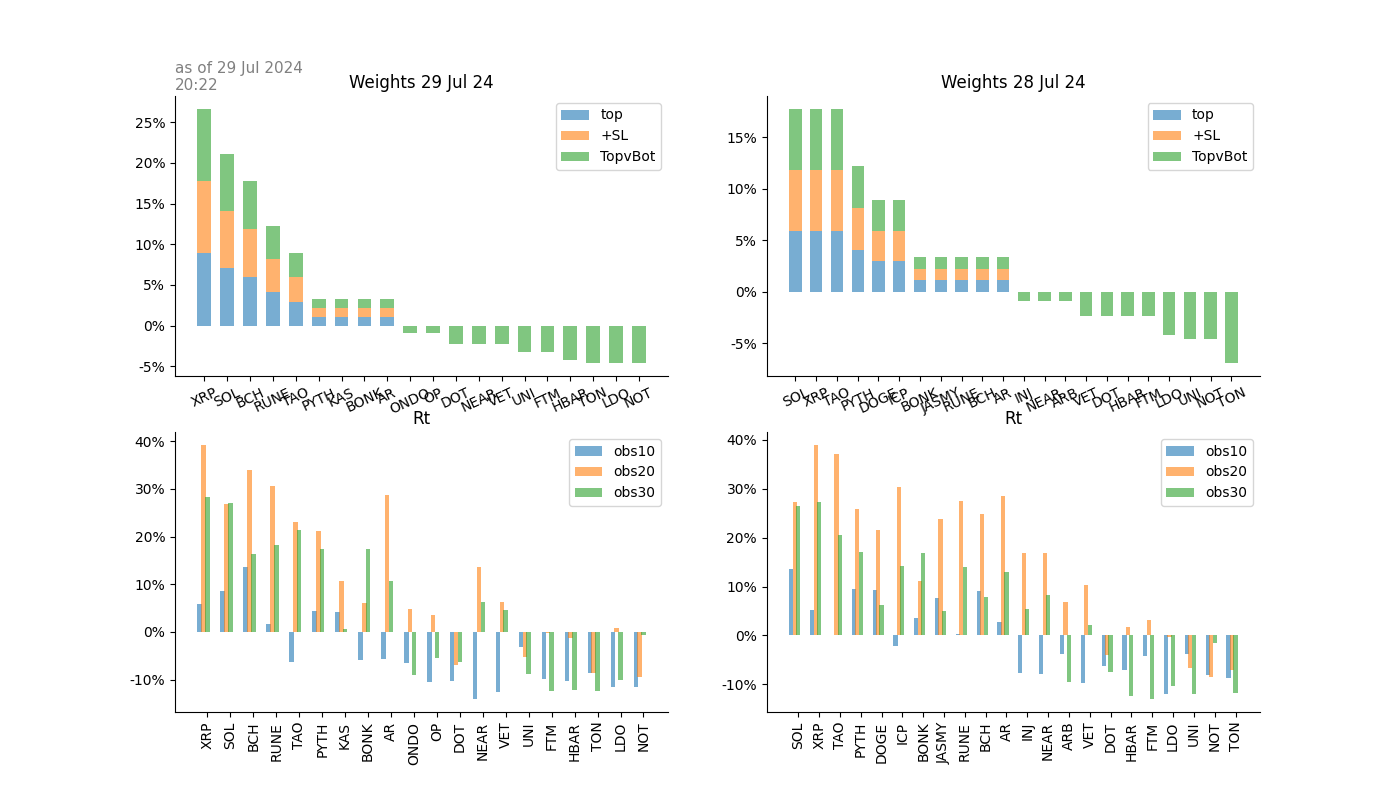 as of 29 Jul 2024
20:22
Weights 29 Jul 24
25%
20%
15%
10%
5%
0%
-5%
top
+SL
TopvBot
XRP SOL BCH RUNE TAO PYTH KAS BONK AR ONDO OP DOT NEAR VET UNI FTM HBAR TON LDO NOT
Weights 28 Jul 24
15%
10%
5%
0%
-5%
top
+SL
TopvBot
SOL XRP TAO PYTH DOGE ICP BONK JASMY RUNE BCH AR INJ NEAR ARB VET DOT HBAR FTM LDO UNI NOT TON
Rt
40%
30%
20%
10%
0%
-10%
obs10
obs20
obs30
XRP SOL BCH RUNE TAO PYTH KAS BONK AR ONDO OP DOT NEAR VET UNI FTM HBAR TON LDO NOT
Rt
40%
30%
20%
10%
0%
-10%
obs10
obs20
obs30
SOL XRP TAO PYTH DOGE ICP BONK JASMY RUNE BCH AR INJ NEAR ARB VET DOT HBAR FTM LDO UNI NOT TON